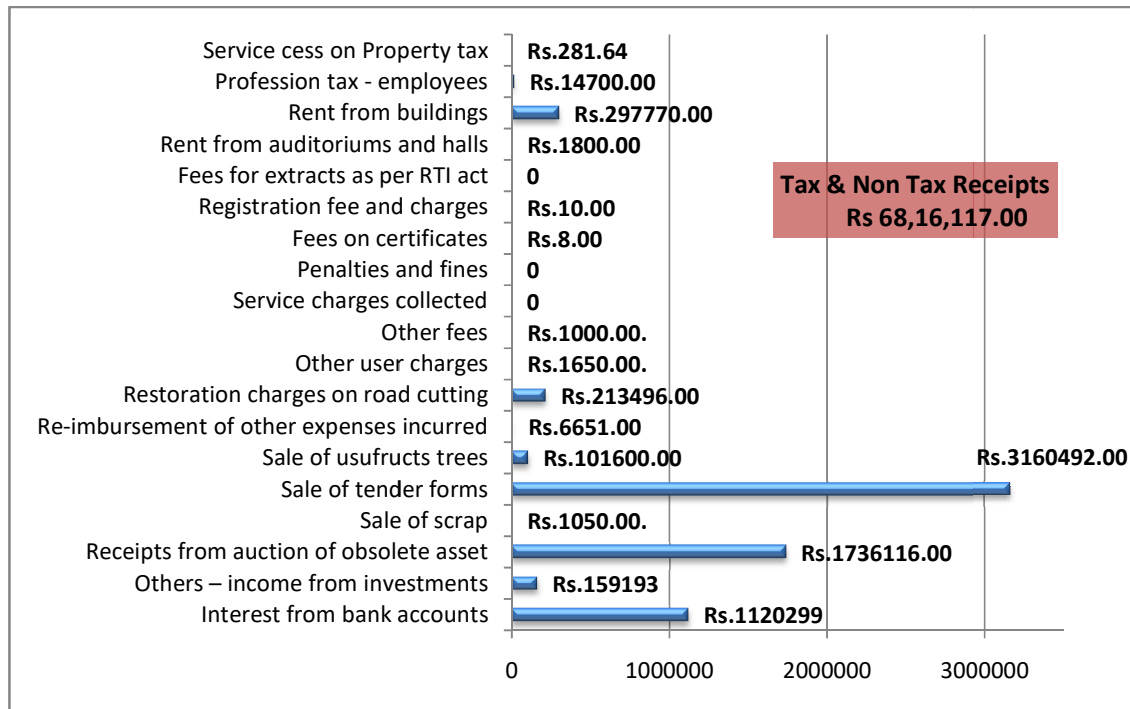 Service cess on Property tax Rs.281.64
Profession tax - employees Rs.14700.00
Rent from buildings Rs.297770.00
Rent from auditoriums and halls Rs.1800.00
Fees for extracts as per RTI act 0
Registration fee and charges Rs.10.00
Fees on certificates Rs.8.00
Penalties and fines 0
Service charges collected 0
Other fees Rs.1000.00.
Other user charges Rs.1650.00.
Restoration charges on road cutting Rs.213496.00
Re-imbursement of other expenses incurred Rs.6651.00
Sale of usufructs trees Rs.101600.00
Sale of tender forms Rs.3160492.00
Sale of scrap Rs.1050.00.
Receipts from auction of obsolete asset Rs.1736116.00
Others – income from investments Rs.159193
Interest from bank accounts Rs.1120299
0 1000000 2000000 3000000
Tax & Non Tax Receipts
Rs 68,16,117.00